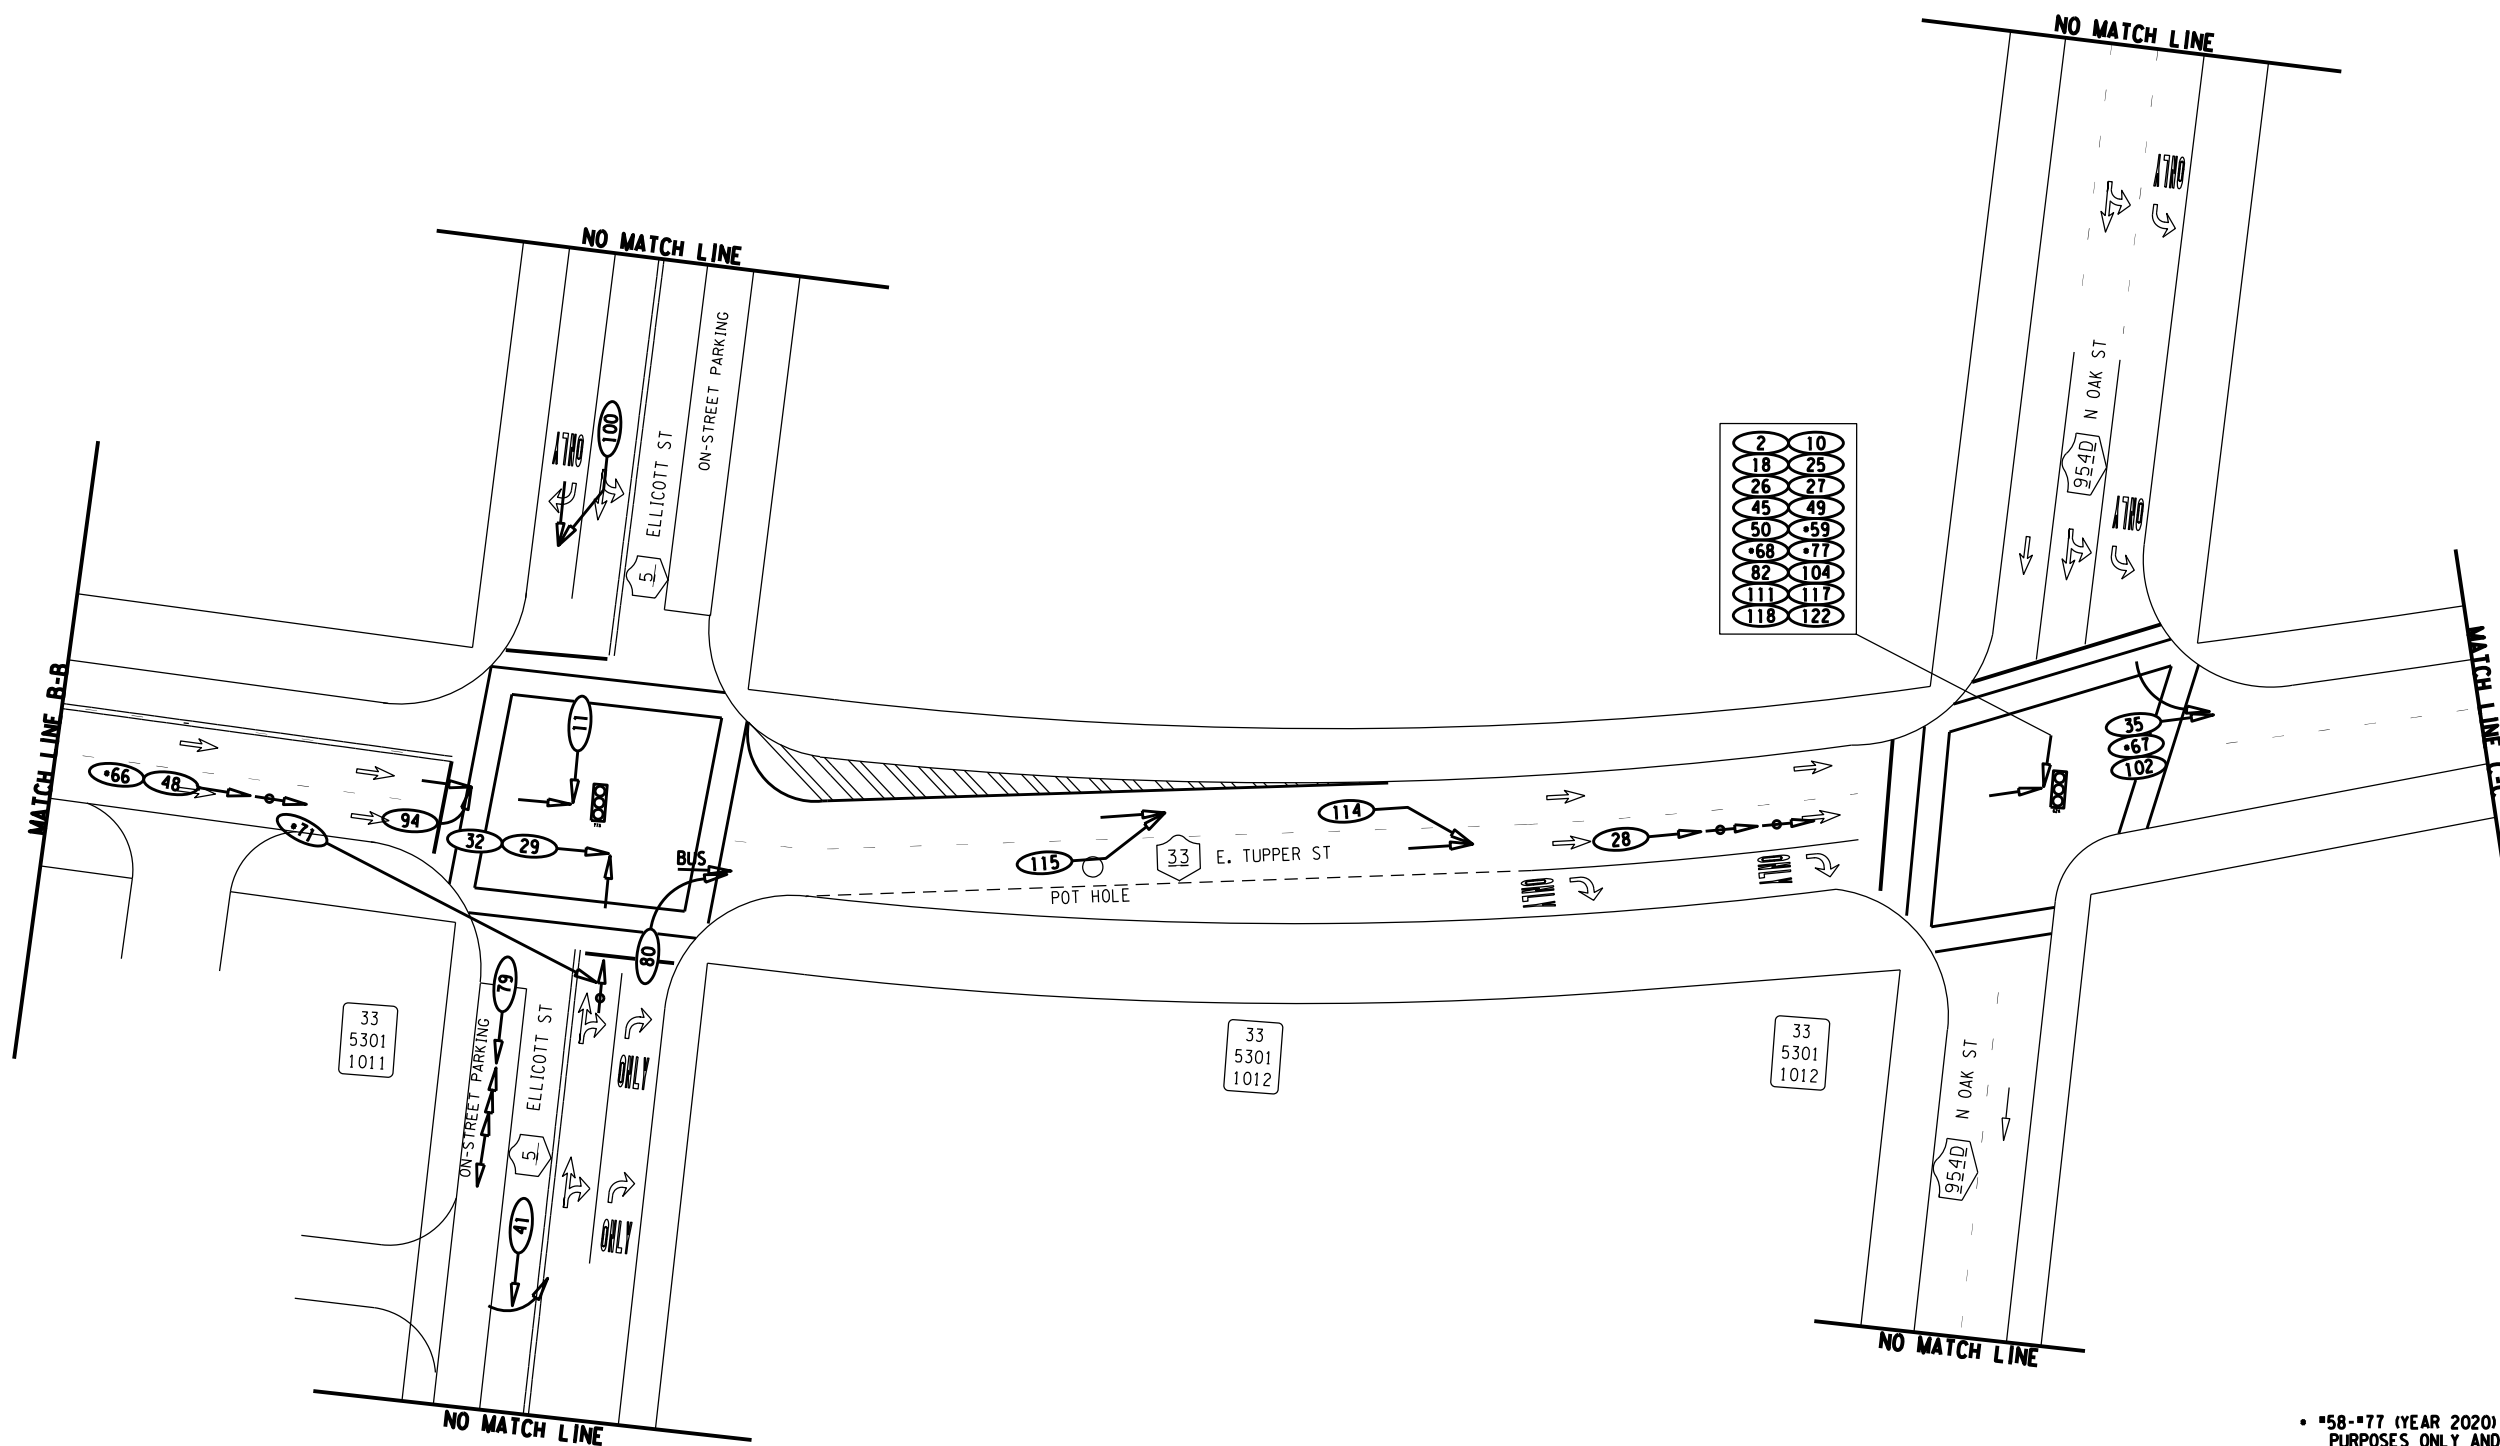 NO MATCH LINE
NO MATCH LINE
ONLY
N OAK ST
954D
ONLY
ON-STREET PARKING
100
ONLY
ELLICOTT ST
5
2 10
18 25
26 27
45 49
50 *59
*68 *77
82 104
111 117
118 122
MATCH LINE B-B
11
35
*67
102
*66 48
94
*71
32 29
BUS
115
114
33
E. TUPPER ST
28
ONLY
ONLY
POT HOLE
80
79
ON-STREET PARKING
ELLICOTT ST
5
ONLY
ONLY
41
33
5301
1011
33
5301
1012
33
5301
1012
N OAK ST
954D
NO MATCH LINE
NO MATCH LINE
* #58-#77 (YEAR 2020)
PURPOSES ONLY AND